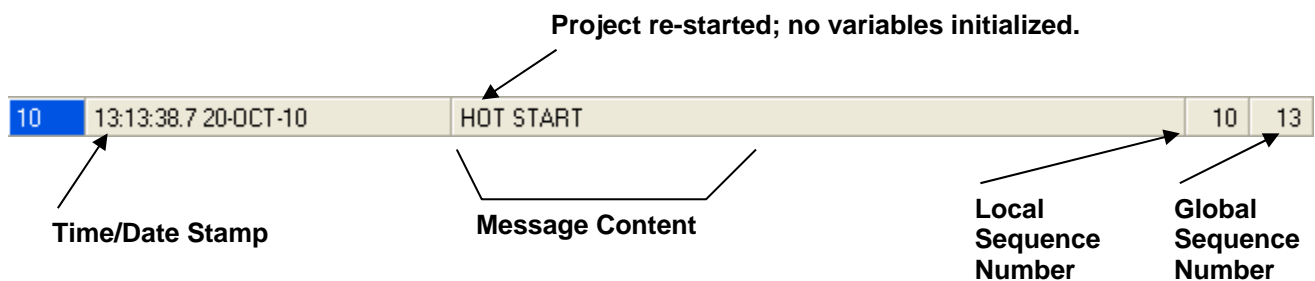 Project re-started; no variables initialized.
10 13:13:38.7 20-OCT-10 HOT START 10 13
Time/Date Stamp
Message Content
Local
Sequence
Number
Global
Sequence
Number